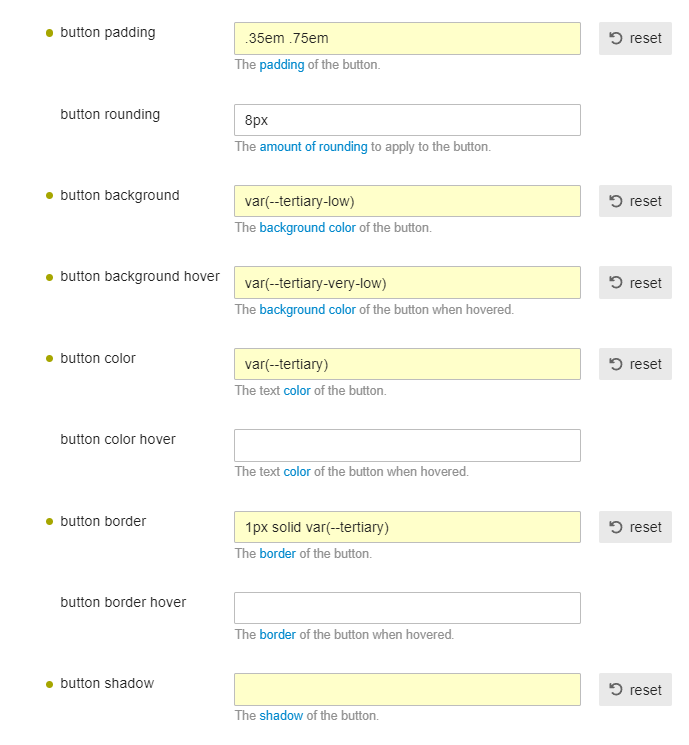 button padding
.35em .75em
reset
The padding of the button.
button rounding
8px
The amount of rounding to apply to the button.
button background
var(--tertiary-low)
reset
The background color of the button.
button background hover
var(--tertiary-very-low)
reset
The background color of the button when hovered.
button color
var(--tertiary)
reset
The text color of the button.
button color hover
The text color of the button when hovered.
button border
1px solid var(--tertiary)
reset
The border of the button.
button border hover
The border of the button when hovered.
button shadow
reset
The shadow of the button.